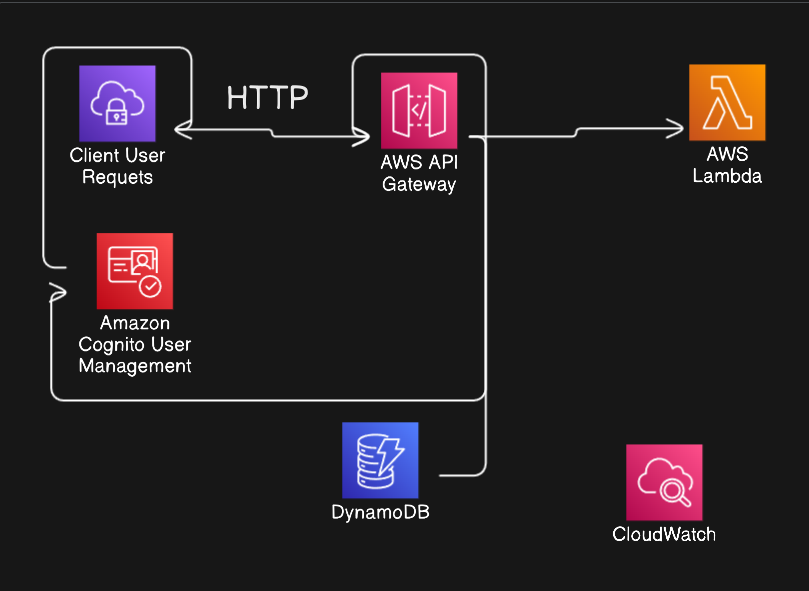 HTTP
Client User
Requets
AWS API
Gateway
AWS
Lambda
Amazon
Cognito User
Management
DynamoDB
CloudWatch